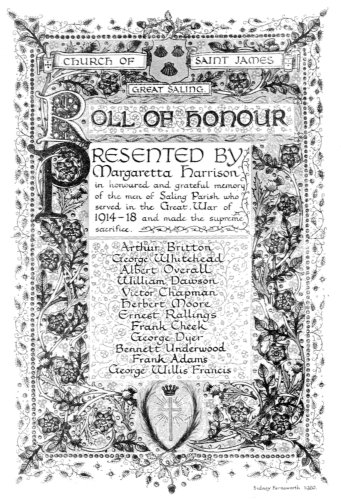 CHURCH OF SAINT JAMES
GREAT SALING.
ROLL OF HONOUR
PRESENTED BY
Margaretta Harrison
in honoured and grateful memory
of the men of Saling Parish who
served in the Great War of
1914-18 and made the supreme
sacrifice.
Arthur Britton
George Whitehead
Albert Overall
William Dawson
Victor Chapman
Herbert Moore
Ernest Rallings
Frank Cheek
George Dyer
Bennett Underwood
Frank Adams
George Willis Francis
Sidney Farnsworth